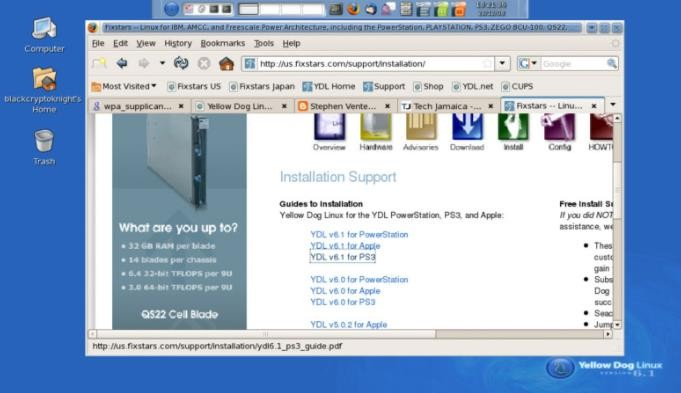 18:21:36
Computer
blackcryptoknight's
Home
Trash
Fixstars -- Linux for IBM, AMCC, and Freescale Power Architecture, including the PowerStation, PLAYSTATION, PS3, ZEGO BCU-100, QS22,
File Edit View History Bookmarks Tools Help
http://us.fixstars.com/support/installation/
Google
Most Visited Fixstars US Fixstars Japan YDL Home Support Shop YDL.net CUPS
wpa_supplican... Yellow Dog Lin... Stephen Vente... Tech Jamaica -... Fixstars -- Linu...
Overview Hardware Advisories Download Install Config HOWT
Installation Support
Guides to Installation
Yellow Dog Linux for the YDL PowerStation, PS3, and Apple:
YDL v6.1 for PowerStation
YDL v6.1 for Apple
YDL v6.1 for PS3
YDL v6.0 for PowerStation
YDL v6.0 for Apple
YDL v6.0 for PS3
YDL v5.0.2 for Apple
Free Install Su
If you did NOT
assistance, we
Thes
custo
gain
Subs
Dog
succ
Seac
Jump
What are you up to?
32 GB RAM per blade
14 blades per chassis
6.4 32-bit TFLOPS per 9U
3.0 64-bit TFLOPS per 9U
QS22 Cell Blade
http://us.fixstars.com/support/installation/ydl6.1_ps3_guide.pdf
Yellow Dog Linux
VERSION 6.1